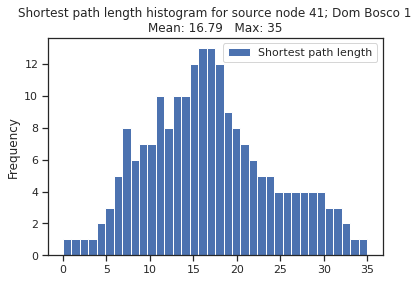 Shortest path length histogram for source node 41; Dom Bosco 1
Mean: 16.79   Max: 35
Shortest path length
Frequency
12
10
8
6
4
2
0
0 5 10 15 20 25 30 35